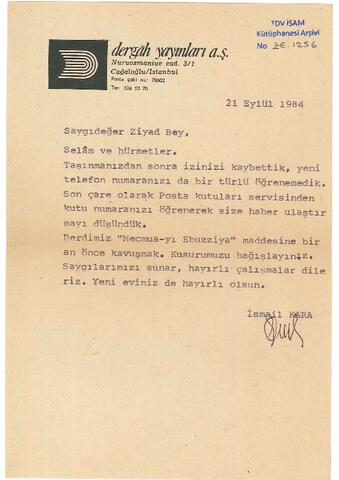 TDV İSAM
Kütüphanesi Arşivi
No ZE.1256
dergâh yayınları a.ş.
Nuruosmaniye cad. 3/1
Cağaloğlu/İstanbul
Posta çeki no: 70602
Tel: 526 53 70
21 Eylül 1984
Saygıdeğer Ziyad Bey,
Selâm ve hürmetler.
Taşınmanızdan sonra izinizi kaybettik, yeni
telefon numaranızı da bir türlü öğrenemedik.
Son çare olarak Posta kutuları servisinden
kutu numaranızı öğrenerek size haber ulaştır
mayı düşündük.
Derdimiz "Mecmua-yı Ebuzziya" maddesine bir
an önce kavuşmak. Kusurumuzu bağışlayınız.
Saygılarımızı sunar, hayırlı çalışmalar dile
riz. Yeni eviniz de hayırlı olsun.
İsmail KARA